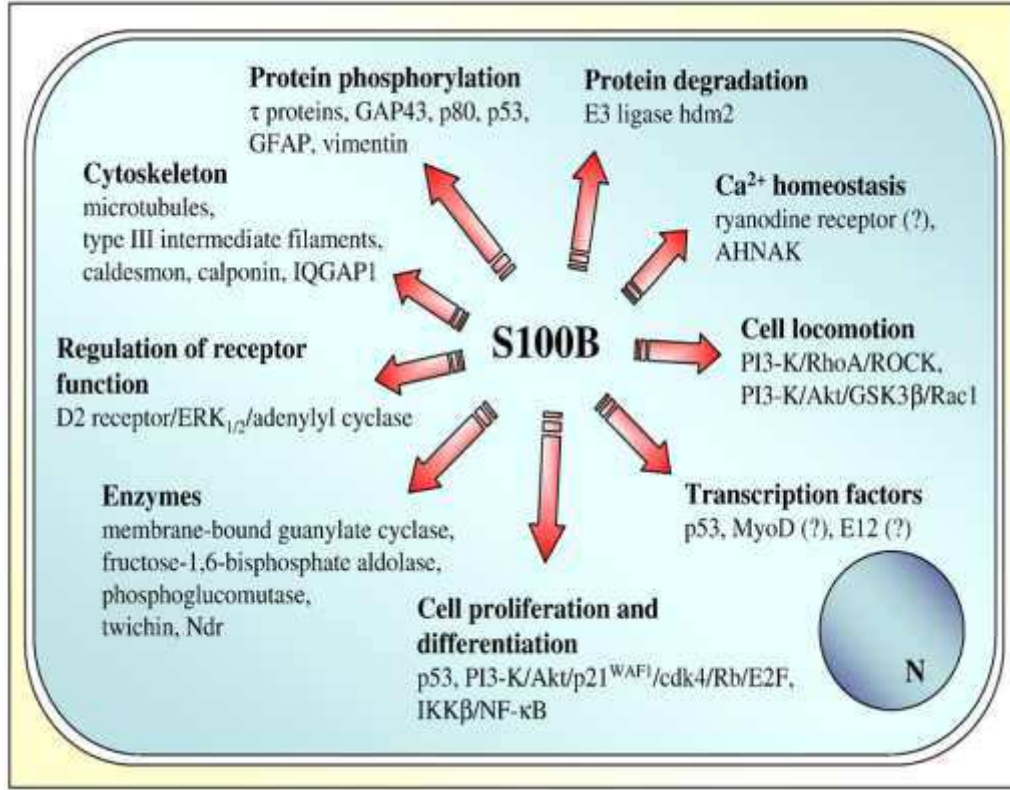 Protein phosphorylation
τ proteins, GAP43, p80, p53,
GFAP, vimentin
Protein degradation
E3 ligase hdm2
Cytoskeleton
microtubules,
type III intermediate filaments,
caldesmon, calponin, IQGAP1
Ca²⁺ homeostasis
ryanodine receptor (?),
AHNAK
S100B
Cell locomotion
PI3-K/RhoA/ROCK,
PI3-K/Akt/GSK3β/Rac1
Regulation of receptor
function
D2 receptor/ERK₁/₂/adenylyl cyclase
Enzymes
membrane-bound guanylate cyclase,
fructose-1,6-bisphosphate aldolase,
phosphoglucomutase,
twichin, Ndr
Transcription factors
p53, MyoD (?), E12 (?)
Cell proliferation and
differentiation
p53, PI3-K/Akt/p21^WAF1/cdk4/Rb/E2F,
IKKβ/NF-κB
N